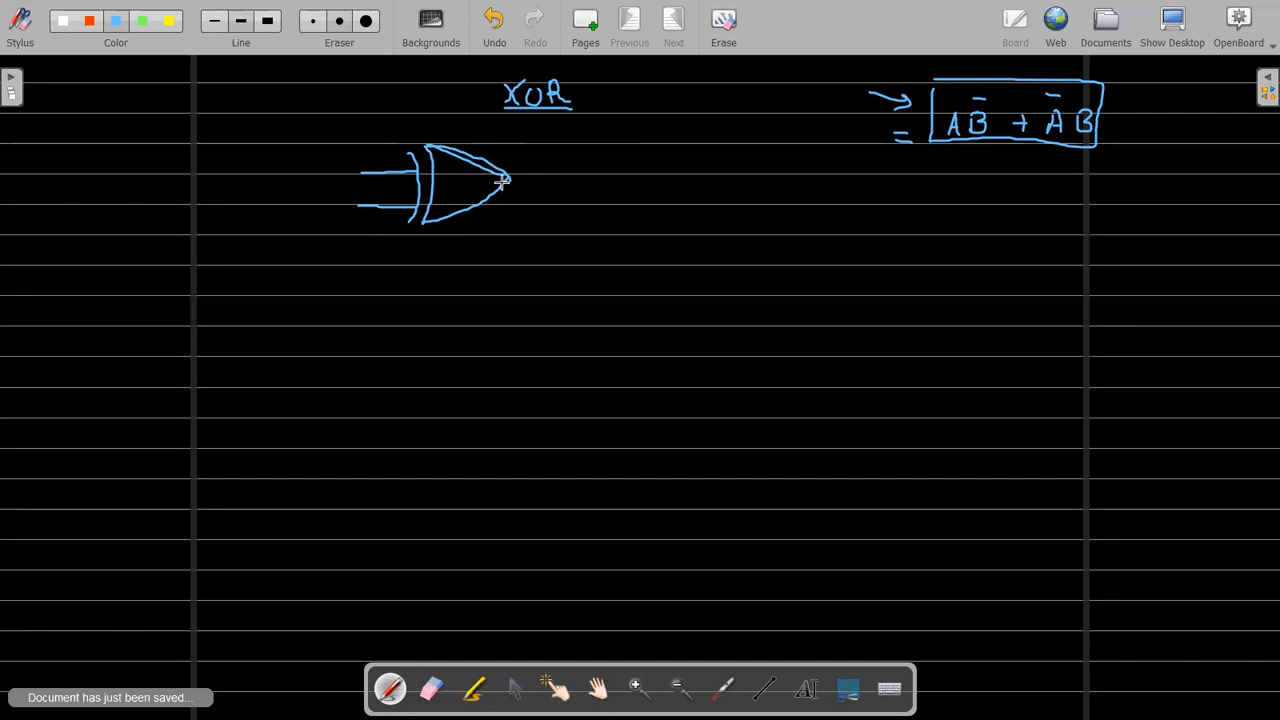 Stylus Color Line Eraser Backgrounds Undo Redo Pages Previous Next Erase Board Web Documents Show Desktop OpenBoard
XOR
= AB̅ + A̅B
Document has just been saved...